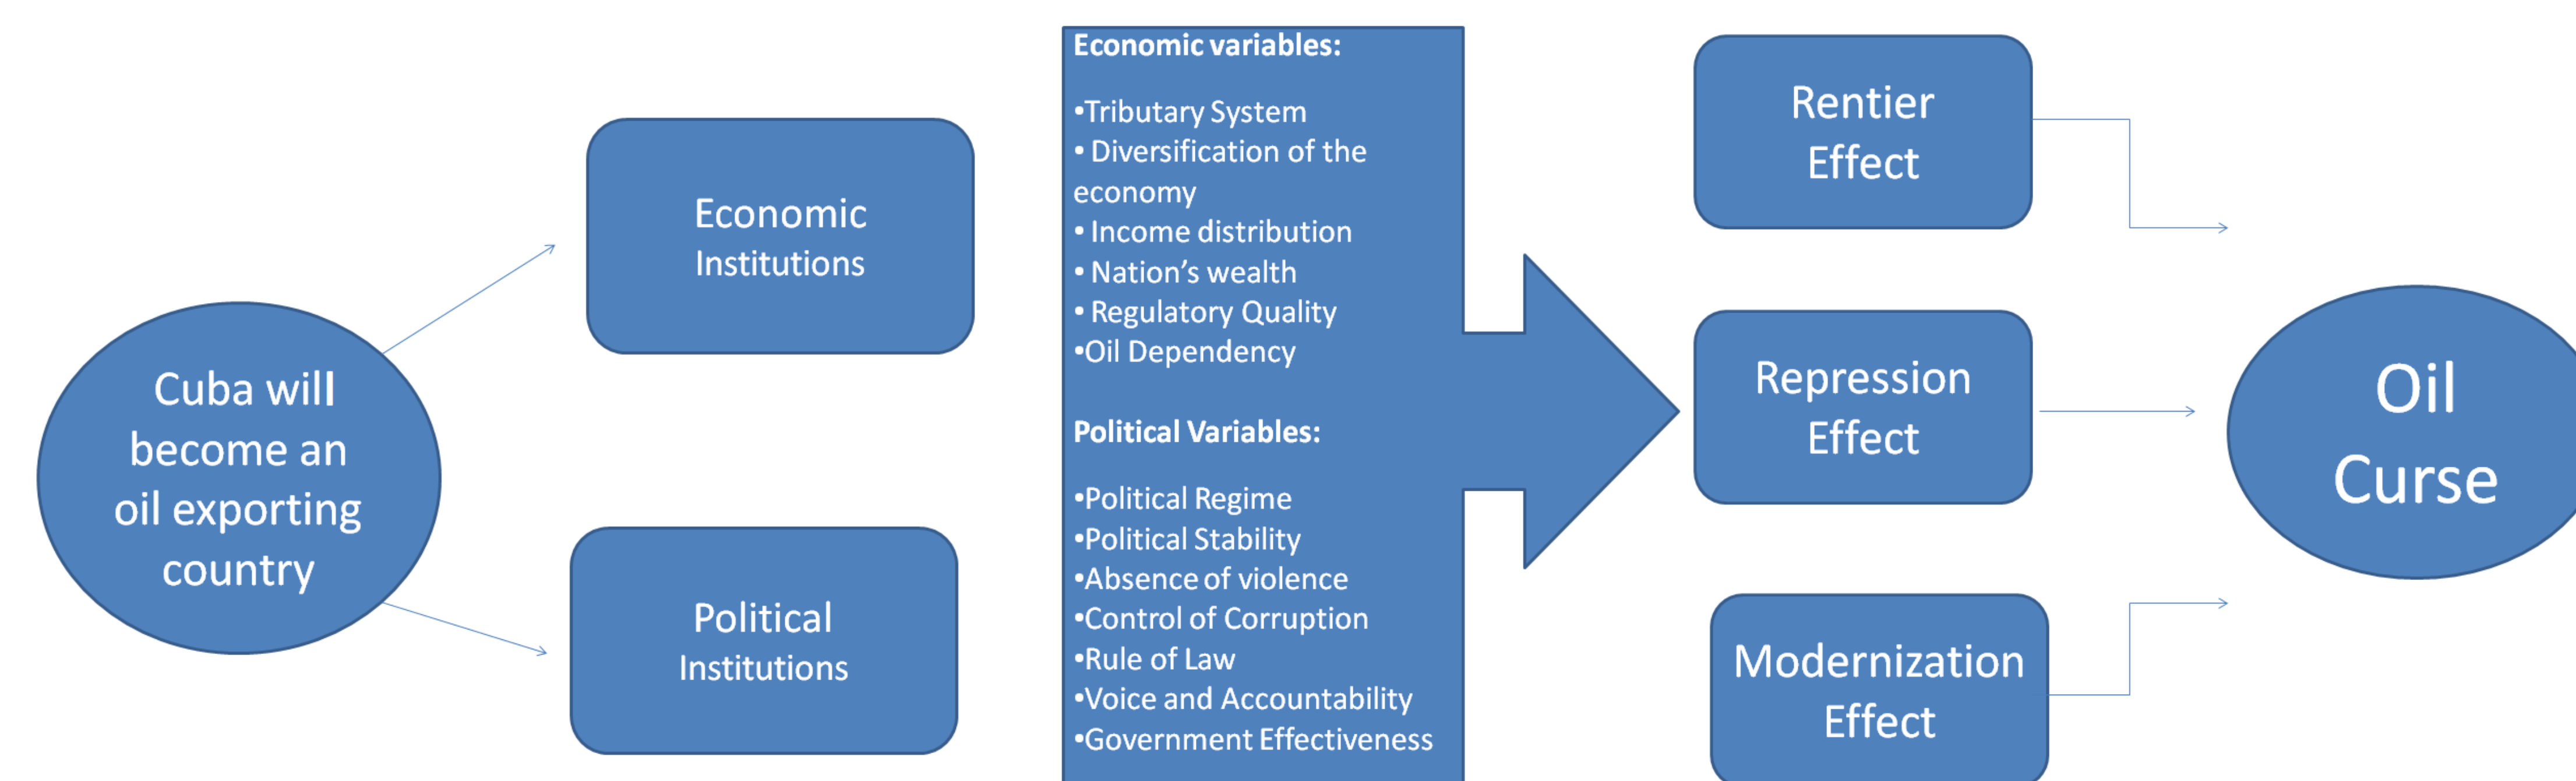 Cuba will
become an
oil exporting
country
Economic
Institutions
Political
Institutions
Economic variables:
•Tributary System
• Diversification of the
economy
• Income distribution
• Nation’s wealth
• Regulatory Quality
•Oil Dependency
Political Variables:
•Political Regime
•Political Stability
•Absence of violence
•Control of Corruption
•Rule of Law
•Voice and Accountability
•Government Effectiveness
Rentier
Effect
Repression
Effect
Modernization
Effect
Oil
Curse